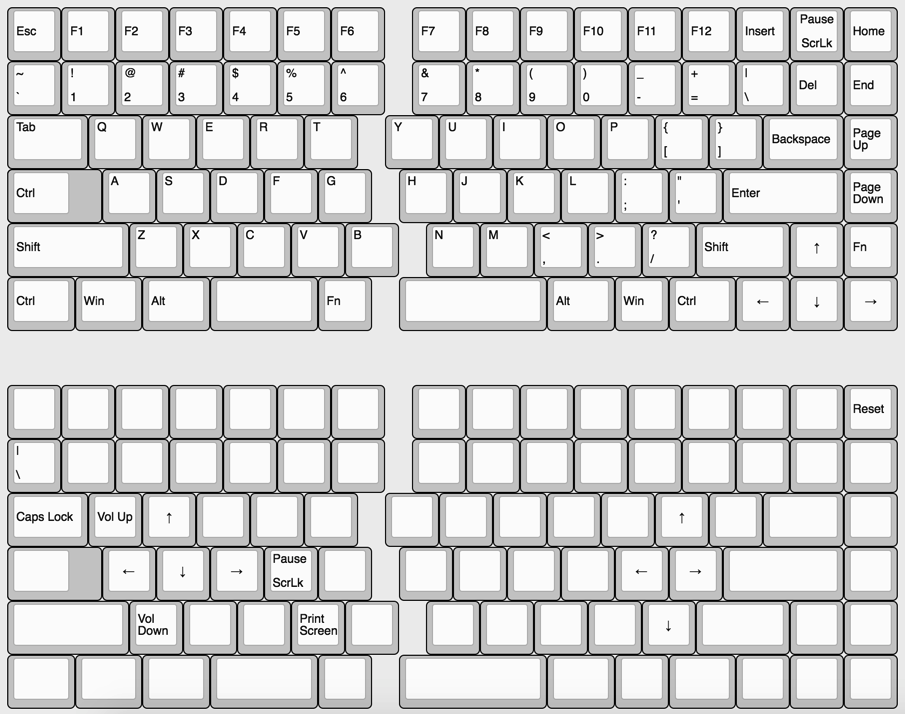 Esc F1 F2 F3 F4 F5 F6 F7 F8 F9 F10 F11 F12 Insert Pause ScrLk Home
~ ! @ # $ % ^ & * ( ) _ + | Del End
` 1 2 3 4 5 6 7 8 9 0 - = \
Tab Q W E R T Y U I O P { } Backspace Page Up
[ ]
Ctrl A S D F G H J K L : " Enter Page Down
; '
Shift Z X C V B N M < > ? Shift ↑ Fn
, . /
Ctrl Win Alt Fn Alt Win Ctrl ← ↓ →
Reset
|
\
Caps Lock Vol Up ↑ ↑
← ↓ → Pause ScrLk ← →
Vol Down Print Screen ↓